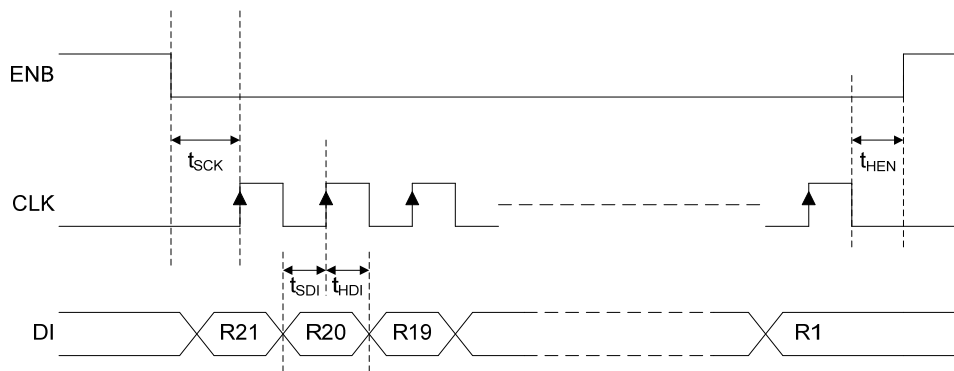 ENB
tSCK
tHEN
CLK
tSDI tHDI
DI R21 R20 R19 R1